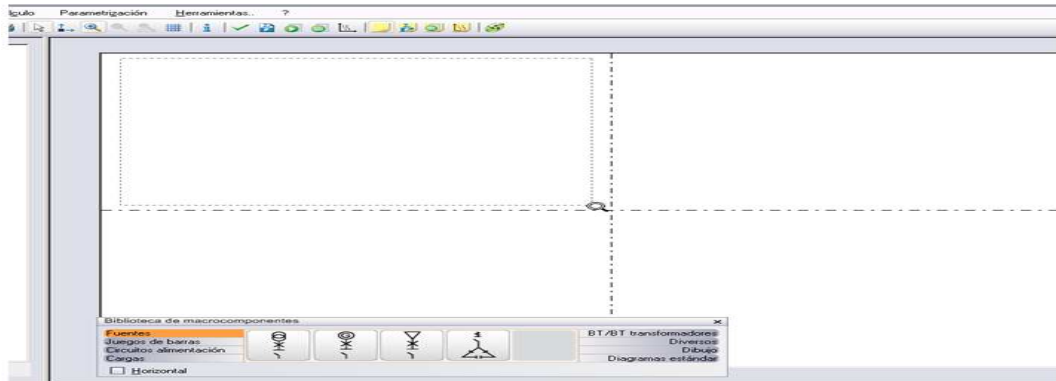 lculo Parametrización Herramientas.. ?
Biblioteca de macrocomponentes
Fuentes
Juegos de barras
Circuitos alimentación
Cargas
BT/BT transformadores
Diversos
Dibujo
Diagramas estándar
Horizontal